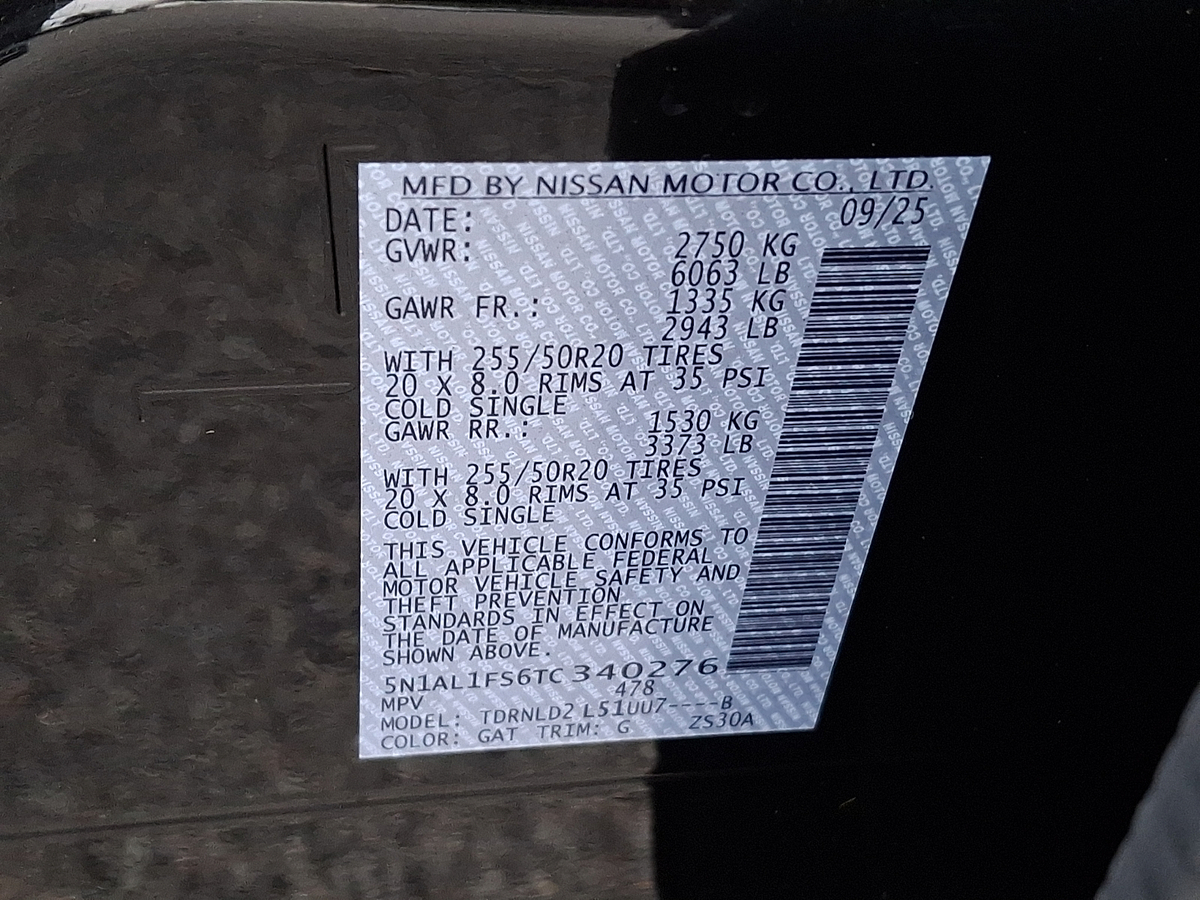 MFD BY NISSAN MOTOR CO., LTD.
DATE: 09/25
GVWR: 2750 KG
6063 LB
GAWR FR.: 1335 KG
2943 LB
WITH 255/50R20 TIRES
20 X 8.0 RIMS AT 35 PSI
COLD SINGLE
GAWR RR.: 1530 KG
3373 LB
WITH 255/50R20 TIRES
20 X 8.0 RIMS AT 35 PSI
COLD SINGLE
THIS VEHICLE CONFORMS TO
ALL APPLICABLE FEDERAL
MOTOR VEHICLE SAFETY AND
THEFT PREVENTION
STANDARDS IN EFFECT ON
THE DATE OF MANUFACTURE
SHOWN ABOVE.
5N1AL1FS6TC340276
MPV 478
MODEL: TDRNLD2 L51UU7----B
COLOR: GAT TRIM: G ZS30A